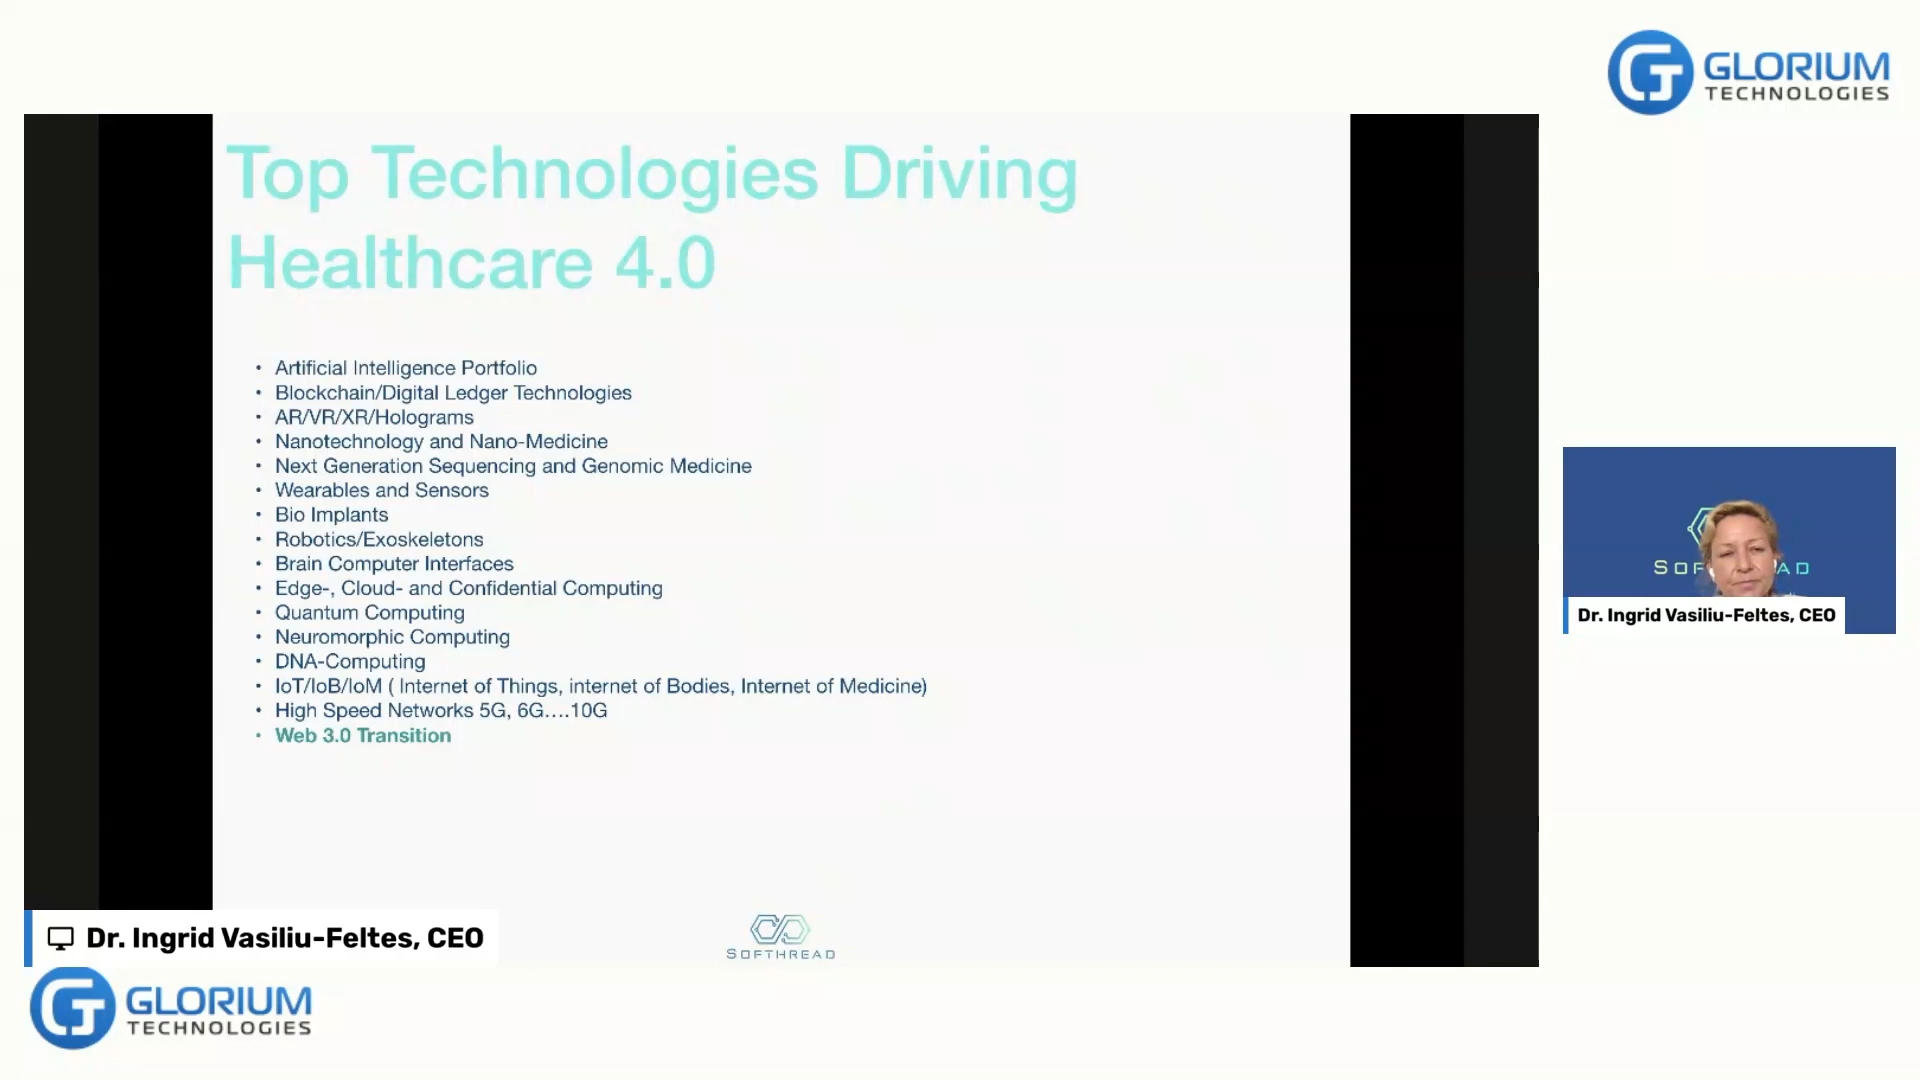 GLORIUM
TECHNOLOGIES
Top Technologies Driving
Healthcare 4.0
• Artificial Intelligence Portfolio
• Blockchain/Digital Ledger Technologies
• AR/VR/XR/Holograms
• Nanotechnology and Nano-Medicine
• Next Generation Sequencing and Genomic Medicine
• Wearables and Sensors
• Bio Implants
• Robotics/Exoskeletons
• Brain Computer Interfaces
• Edge-, Cloud- and Confidential Computing
• Quantum Computing
• Neuromorphic Computing
• DNA-Computing
• IoT/IoB/IoM ( Internet of Things, internet of Bodies, Internet of Medicine)
• High Speed Networks 5G, 6G....10G
• Web 3.0 Transition
SOFTHREAD
Dr. Ingrid Vasiliu-Feltes, CEO
Dr. Ingrid Vasiliu-Feltes, CEO
GLORIUM
TECHNOLOGIES